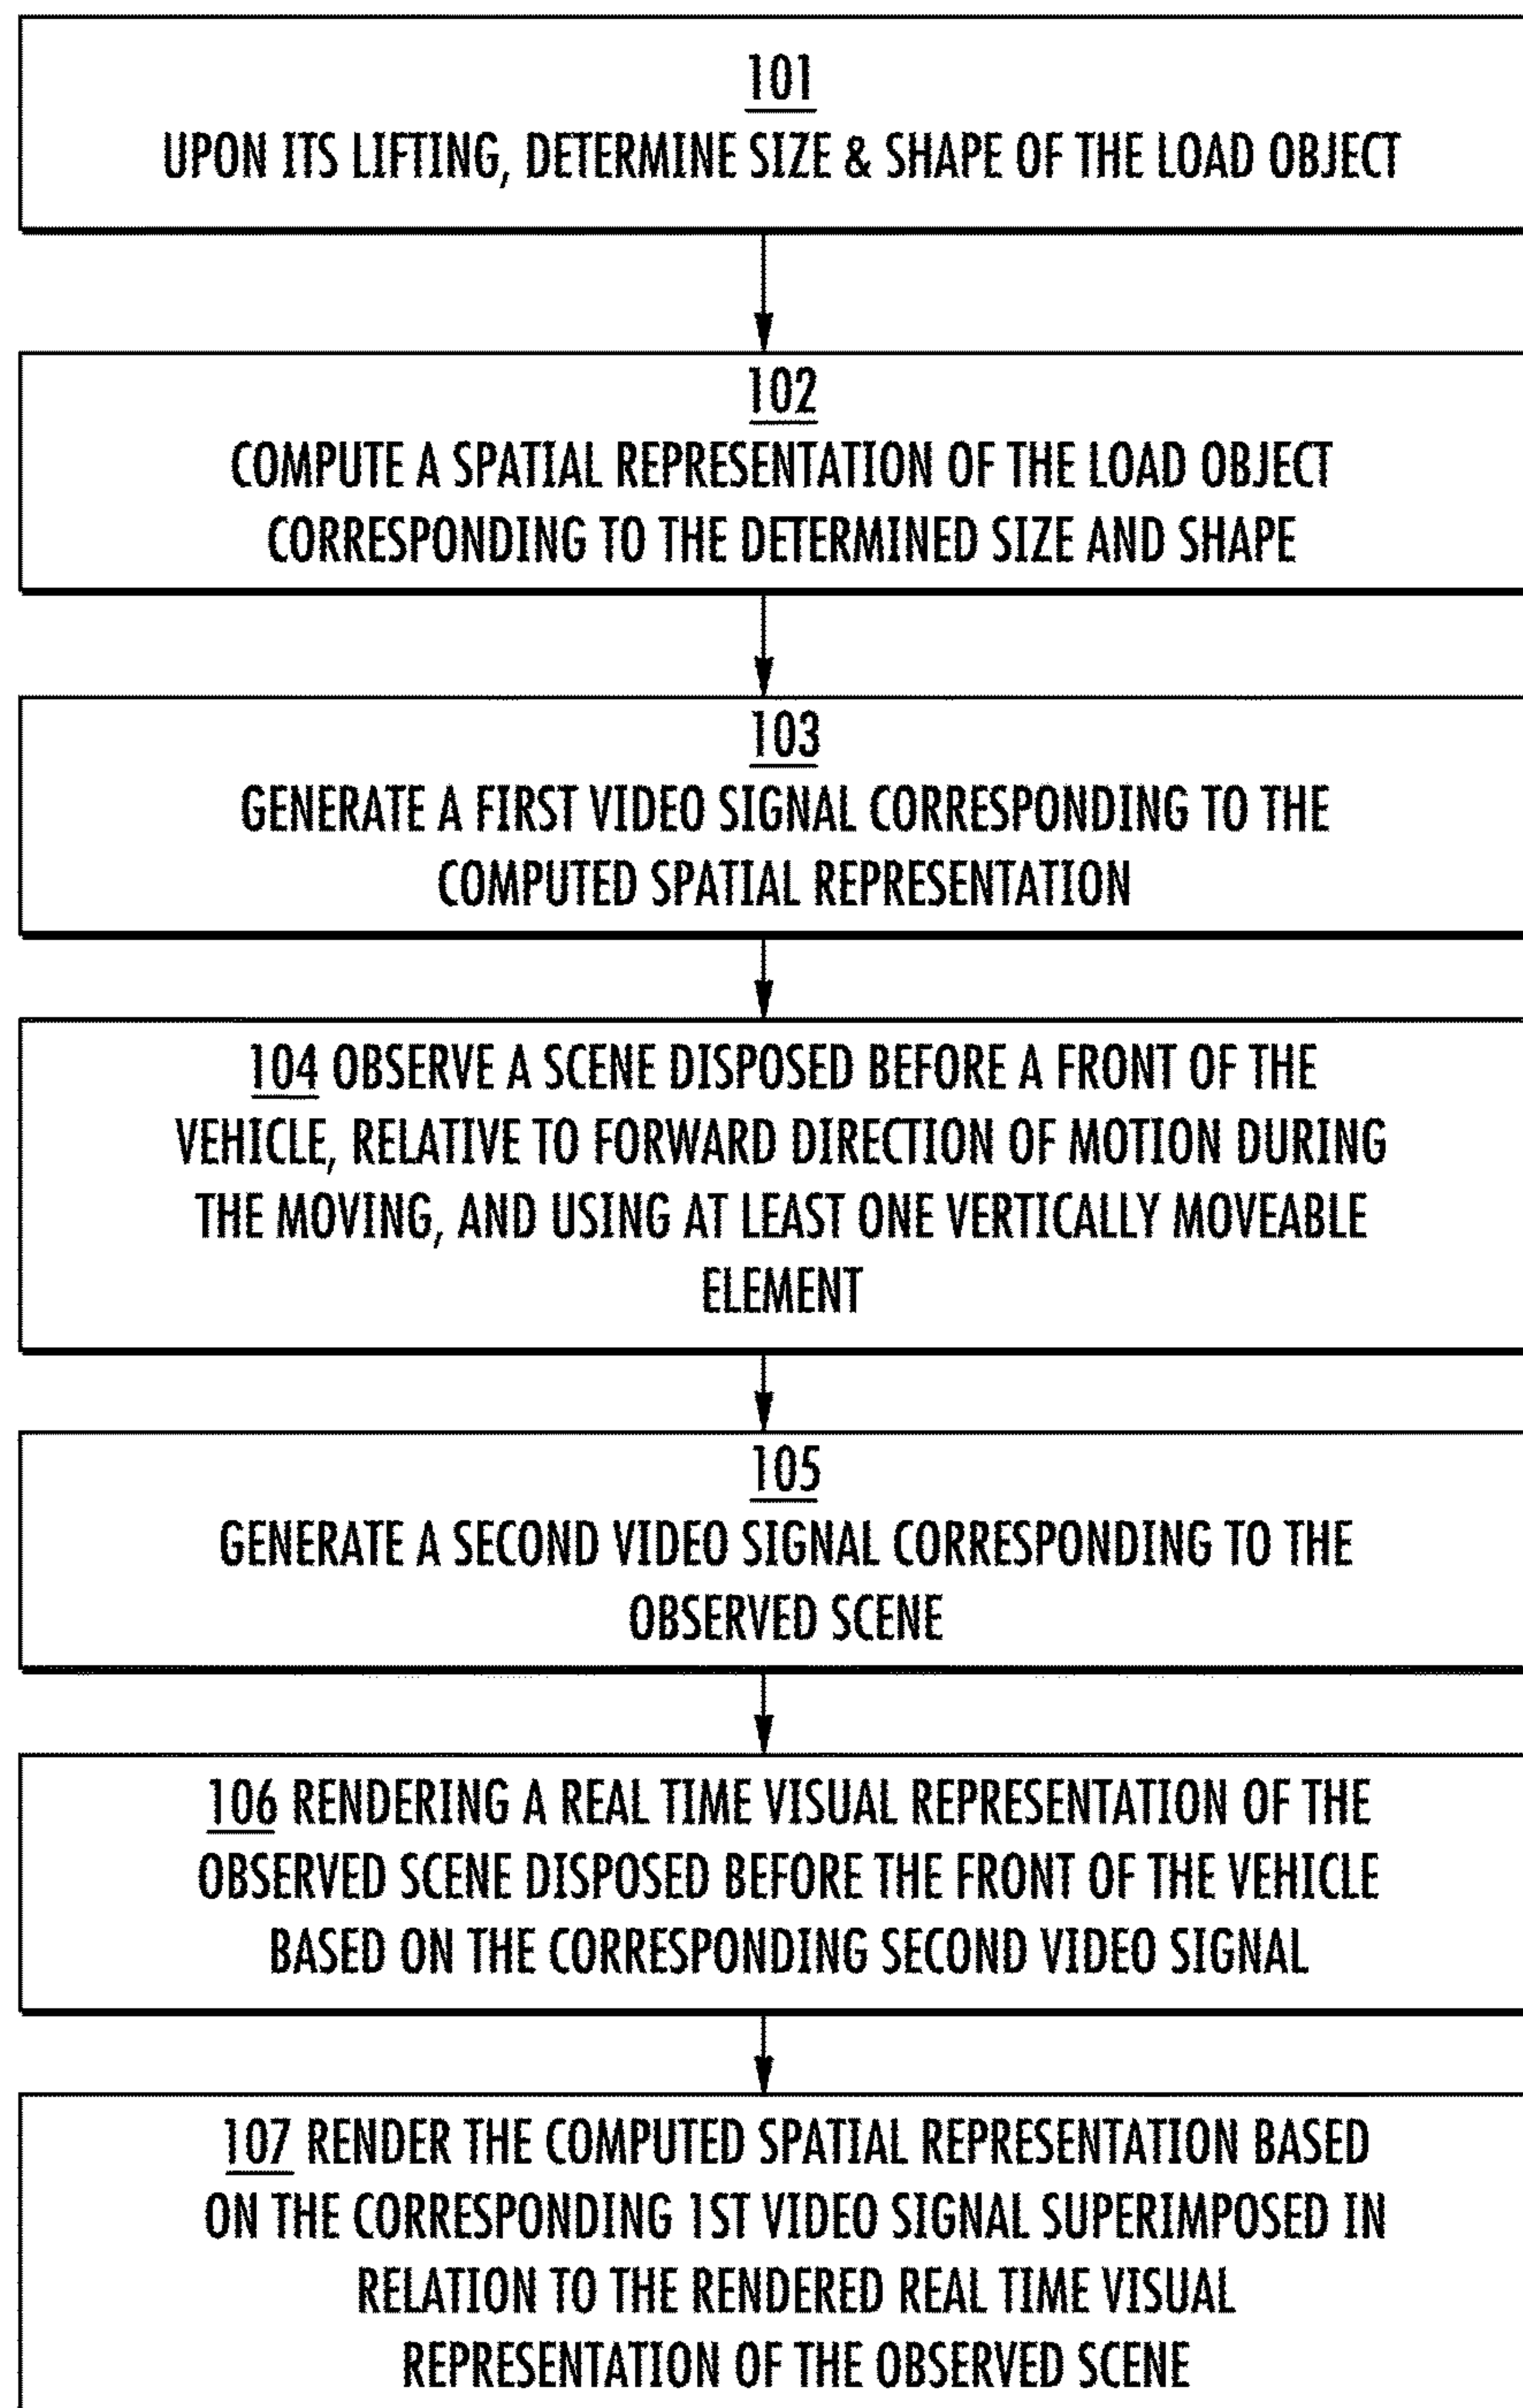 101
UPON ITS LIFTING, DETERMINE SIZE & SHAPE OF THE LOAD OBJECT
102
COMPUTE A SPATIAL REPRESENTATION OF THE LOAD OBJECT
CORRESPONDING TO THE DETERMINED SIZE AND SHAPE
103
GENERATE A FIRST VIDEO SIGNAL CORRESPONDING TO THE
COMPUTED SPATIAL REPRESENTATION
104 OBSERVE A SCENE DISPOSED BEFORE A FRONT OF THE
VEHICLE, RELATIVE TO FORWARD DIRECTION OF MOTION DURING
THE MOVING, AND USING AT LEAST ONE VERTICALLY MOVEABLE
ELEMENT
105
GENERATE A SECOND VIDEO SIGNAL CORRESPONDING TO THE
OBSERVED SCENE
106 RENDERING A REAL TIME VISUAL REPRESENTATION OF THE
OBSERVED SCENE DISPOSED BEFORE THE FRONT OF THE VEHICLE
BASED ON THE CORRESPONDING SECOND VIDEO SIGNAL
107 RENDER THE COMPUTED SPATIAL REPRESENTATION BASED
ON THE CORRESPONDING 1ST VIDEO SIGNAL SUPERIMPOSED IN
RELATION TO THE RENDERED REAL TIME VISUAL
REPRESENTATION OF THE OBSERVED SCENE